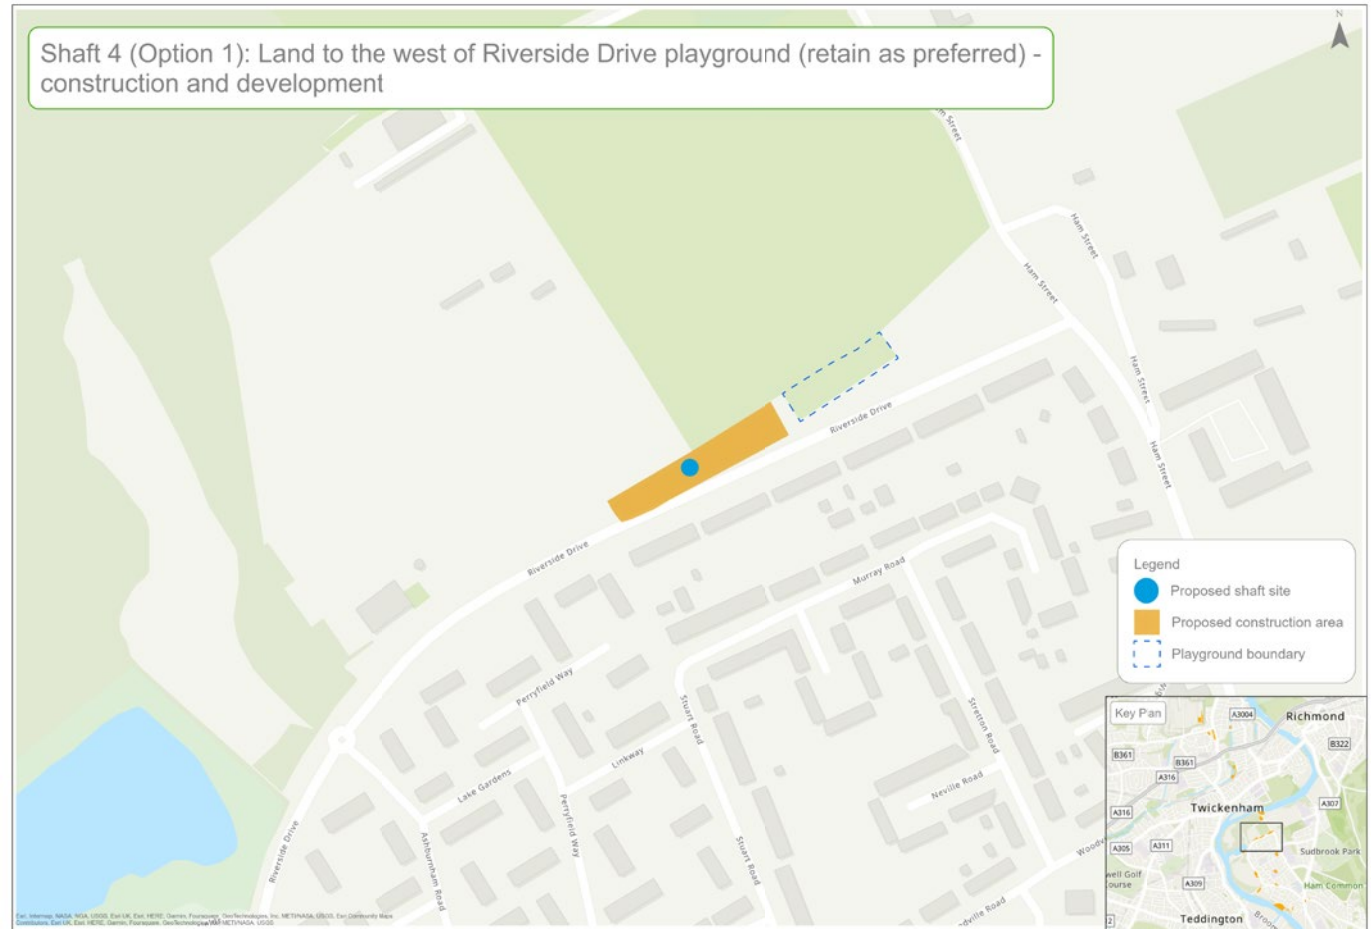 Shaft 4 (Option 1): Land to the west of Riverside Drive playground (retain as preferred) -
construction and development
N
Ham Street
Ham Street
Ham Street
Ham Street
Riverside Drive
Riverside Drive
Murray Road
Perryfield Way
Stuart Road
Stretton Road
Linkway
Lake Gardens
Neville Road
Perryfield Way
Riverside Drive
Ashburnham Road
Stuart Road
Legend
Proposed shaft site
Proposed construction area
Playground boundary
Key Pan
A3004
Richmond
B322
B361
B361
A316
A316
Twickenham
A307
A305
A311
Sudbrook Park
well Golf
Course
A309
Ham Common
Teddington